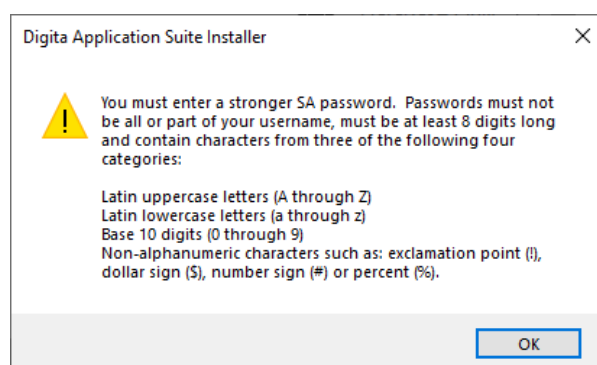 Digita Application Suite Installer
You must enter a stronger SA password.  Passwords must not
be all or part of your username, must be at least 8 digits long
and contain characters from three of the following four
categories:
Latin uppercase letters (A through Z)
Latin lowercase letters (a through z)
Base 10 digits (0 through 9)
Non-alphanumeric characters such as: exclamation point (!),
dollar sign ($), number sign (#) or percent (%).
OK